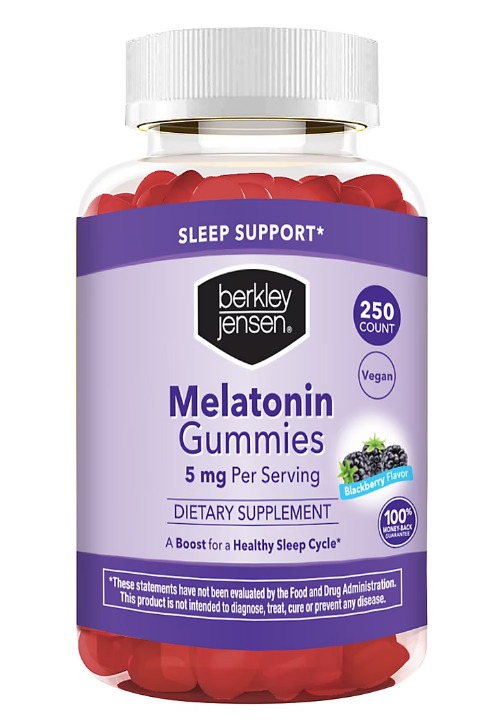 SLEEP SUPPORT*
berkley
jensen®
250
COUNT
Vegan
Melatonin
Gummies
5 mg Per Serving
Blackberry Flavor
DIETARY SUPPLEMENT
100%
MONEY-BACK
GUARANTEE
A Boost for a Healthy Sleep Cycle*
*These statements have not been evaluated by the Food and Drug Administration.
This product is not intended to diagnose, treat, cure or prevent any disease.